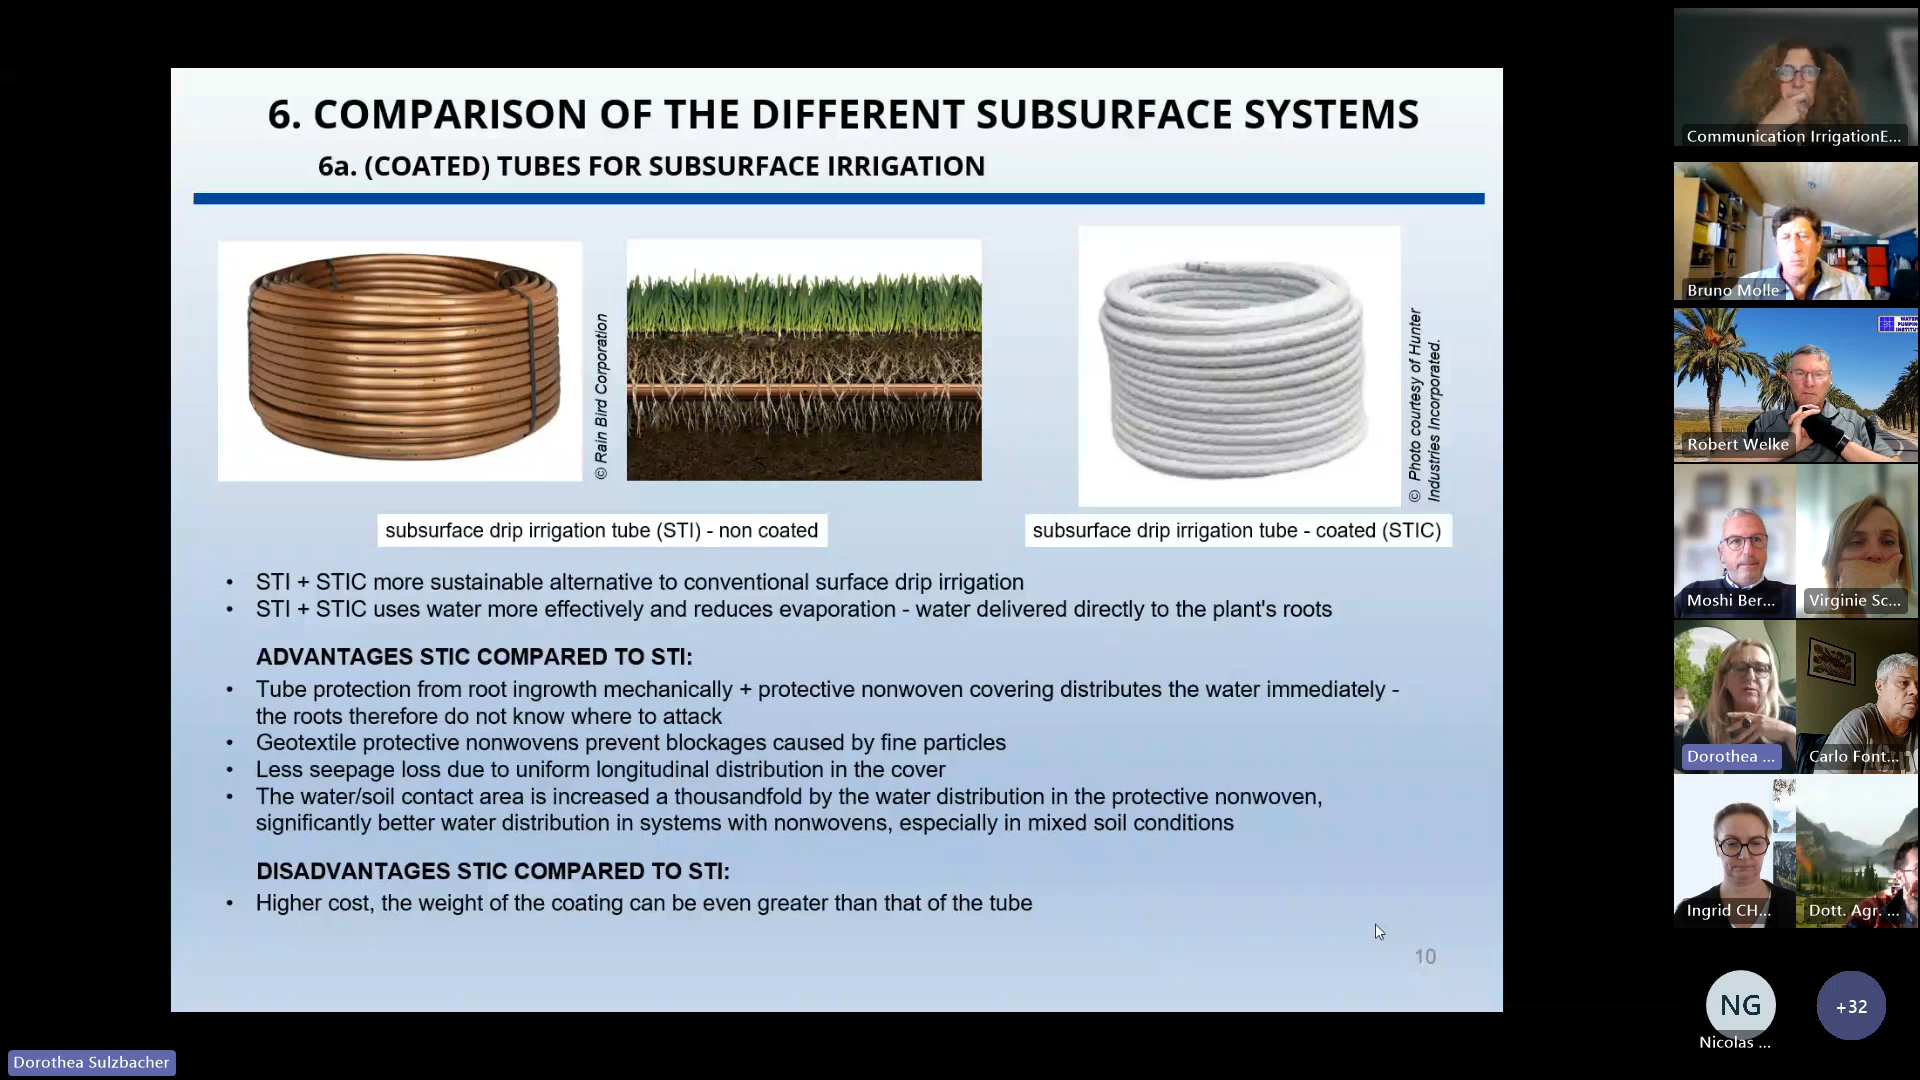 6. COMPARISON OF THE DIFFERENT SUBSURFACE SYSTEMS
6a. (COATED) TUBES FOR SUBSURFACE IRRIGATION
© Rain Bird Corporation
© Photo courtesy of Hunter
Industries Incorporated.
subsurface drip irrigation tube (STI) - non coated
subsurface drip irrigation tube - coated (STIC)
• STI + STIC more sustainable alternative to conventional surface drip irrigation
• STI + STIC uses water more effectively and reduces evaporation - water delivered directly to the plant's roots
ADVANTAGES STIC COMPARED TO STI:
• Tube protection from root ingrowth mechanically + protective nonwoven covering distributes the water immediately -
the roots therefore do not know where to attack
• Geotextile protective nonwovens prevent blockages caused by fine particles
• Less seepage loss due to uniform longitudinal distribution in the cover
• The water/soil contact area is increased a thousandfold by the water distribution in the protective nonwoven,
significantly better water distribution in systems with nonwovens, especially in mixed soil conditions
DISADVANTAGES STIC COMPARED TO STI:
• Higher cost, the weight of the coating can be even greater than that of the tube
10
Dorothea Sulzbacher
Communication IrrigationE...
Bruno Molle
WATER
PUMPING
INSTITUTE
Robert Welke
Moshi Ber...
Virginie Sc...
Dorothea ...
Carlo Font...
Ingrid CH...
Dott. Agr. ...
NG
Nicolas ...
+32